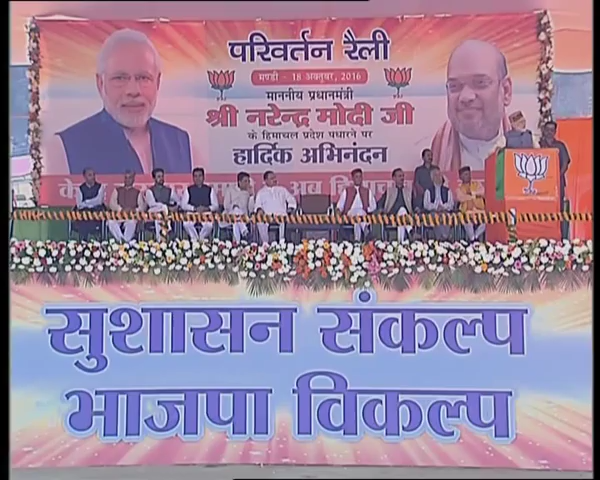 परिवर्तन रैली
मण्डी - 18 अक्तूबर, 2016
माननीय प्रधानमंत्री
श्री नरेन्द्र मोदी जी
के हिमाचल प्रदेश पधारने पर
हार्दिक अभिनंदन
अब
सुशासन संकल्प
भाजपा विकल्प